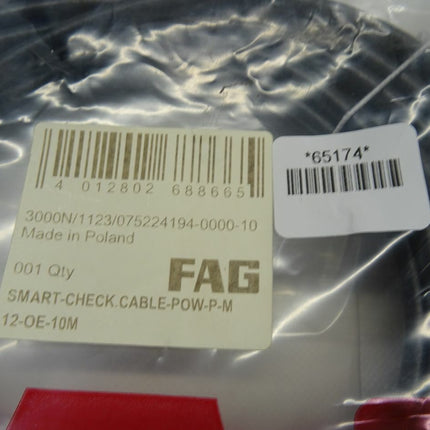 *65174*
4 012802 688665
3000N/1123/075224194-0000-10
Made in Poland
001 Qty
FAG
SMART-CHECK.CABLE-POW-P-M
12-OE-10M